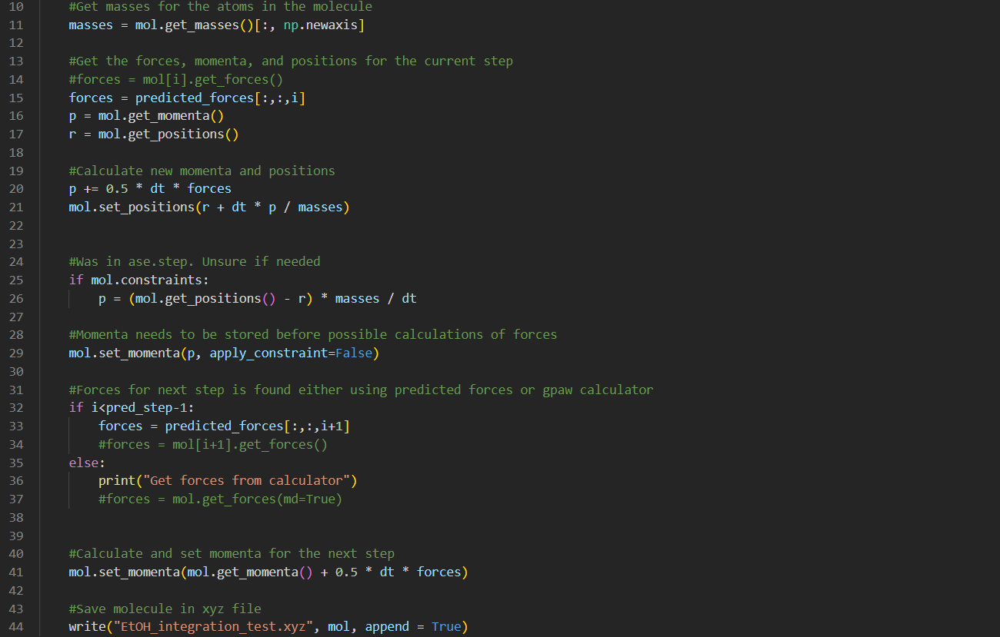 10 #Get masses for the atoms in the molecule
11 masses = mol.get_masses()[:, np.newaxis]
12
13 #Get the forces, momenta, and positions for the current step
14 #forces = mol[i].get_forces()
15 forces = predicted_forces[:,:,i]
16 p = mol.get_momenta()
17 r = mol.get_positions()
18
19 #Calculate new momenta and positions
20 p += 0.5 * dt * forces
21 mol.set_positions(r + dt * p / masses)
22
23
24 #Was in ase.step. Unsure if needed
25 if mol.constraints:
26     p = (mol.get_positions() - r) * masses / dt
27
28 #Momenta needs to be stored before possible calculations of forces
29 mol.set_momenta(p, apply_constraint=False)
30
31 #Forces for next step is found either using predicted forces or gpaw calculator
32 if i<pred_step-1:
33     forces = predicted_forces[:,:,i+1]
34     #forces = mol[i+1].get_forces()
35 else:
36     print("Get forces from calculator")
37     #forces = mol.get_forces(md=True)
38
39
40 #Calculate and set momenta for the next step
41 mol.set_momenta(mol.get_momenta() + 0.5 * dt * forces)
42
43 #Save molecule in xyz file
44 write("EtOH_integration_test.xyz", mol, append = True)